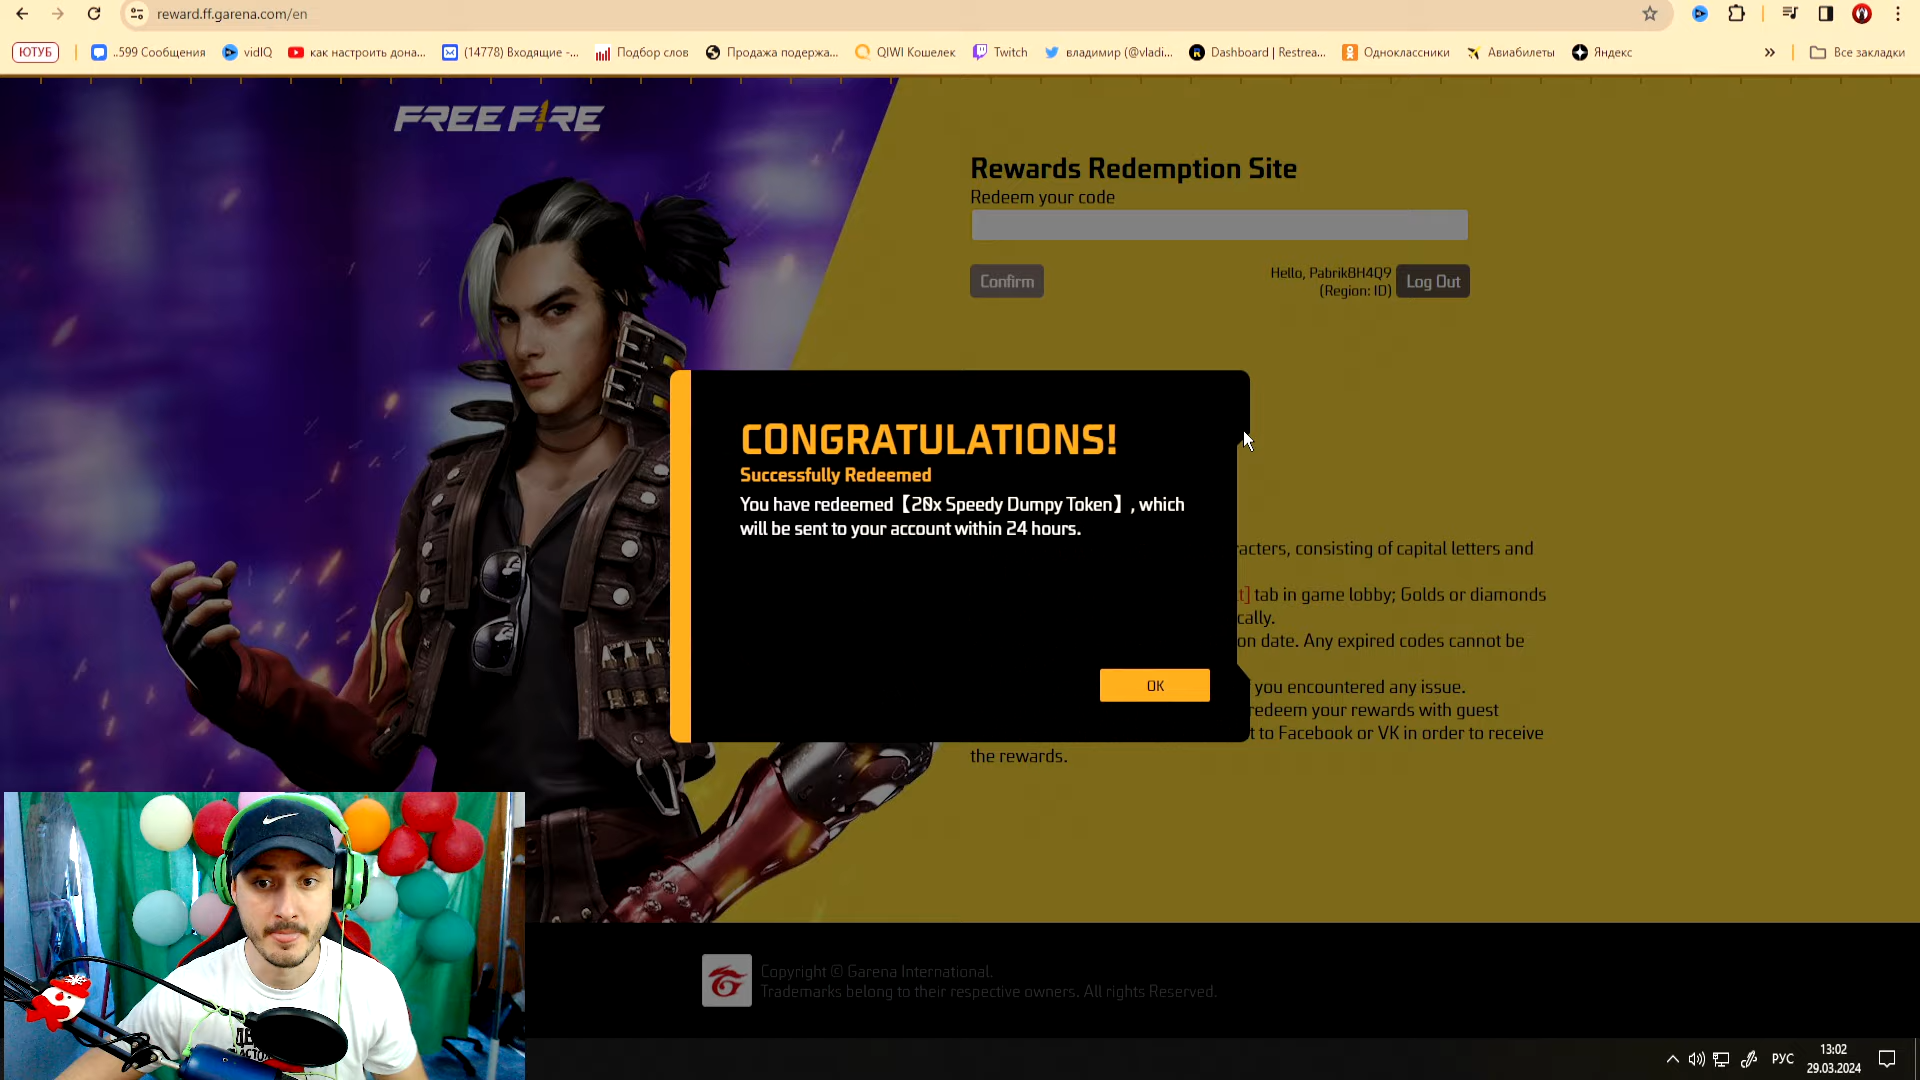 reward.ff.garena.com/en
ЮТУБ
..599 Сообщения
vidIQ
как настроить дона...
(14778) Входящие -...
Подбор слов
Продажа подержа...
QIWI Кошелек
Twitch
владимир (@vladi...
Dashboard | Restrea...
Одноклассники
Авиабилеты
Яндекс
»
Все закладки
FREE FIRE
Rewards Redemption Site
Redeem your code
Confirm
Hello, Pabrik8H4Q9
(Region: ID)
Log Out
CONGRATULATIONS!
Successfully Redeemed
You have redeemed【20x Speedy Dumpy Token】, which
will be sent to your account within 24 hours.
OK
racters, consisting of capital letters and
t] tab in game lobby; Golds or diamonds
cally.
on date. Any expired codes cannot be
you encountered any issue.
redeem your rewards with guest
t to Facebook or VK in order to receive
the rewards.
Copyright © Garena International.
Trademarks belong to their respective owners. All rights Reserved.
РУС
13:02
29.03.2024